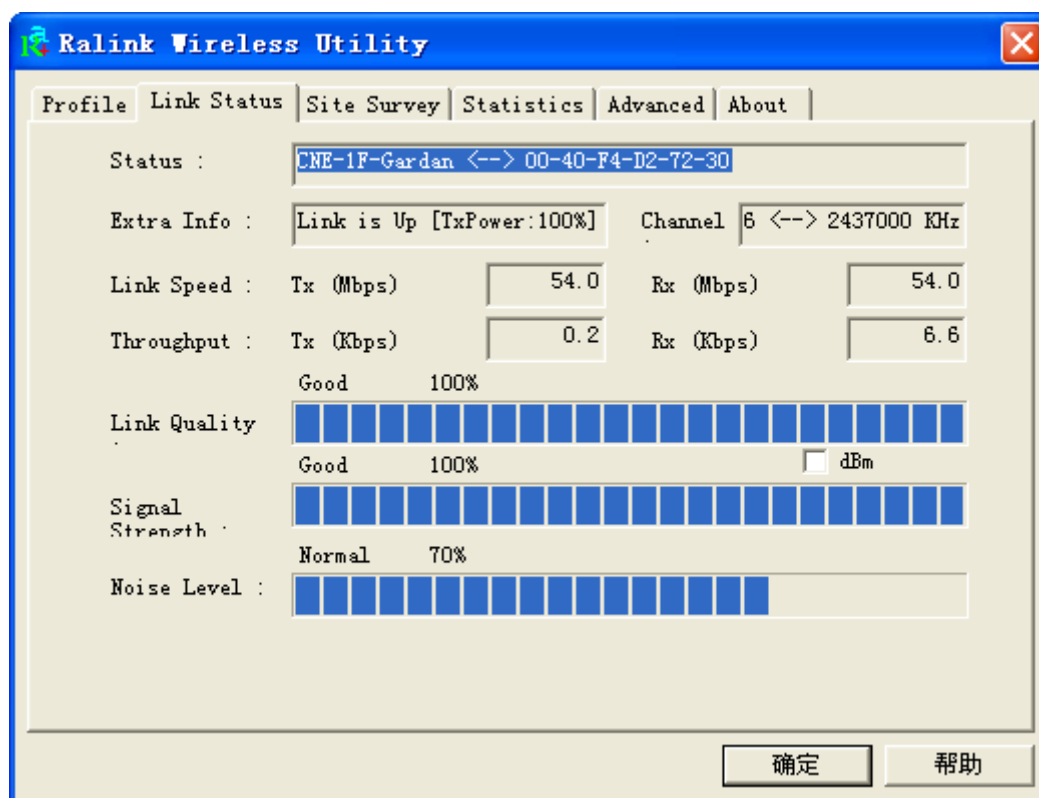 Ralink Wireless Utility
Profile Link Status Site Survey Statistics Advanced About
Status : CNE-1F-Gardan <--> 00-40-F4-D2-72-30
Extra Info : Link is Up [TxPower:100%] Channel 6 <--> 2437000 KHz
Link Speed : Tx (Mbps) 54.0 Rx (Mbps) 54.0
Throughput : Tx (Kbps) 0.2 Rx (Kbps) 6.6
Good 100%
Link Quality
Good 100% dBm
Signal
Strength :
Normal 70%
Noise Level :
确定 帮助